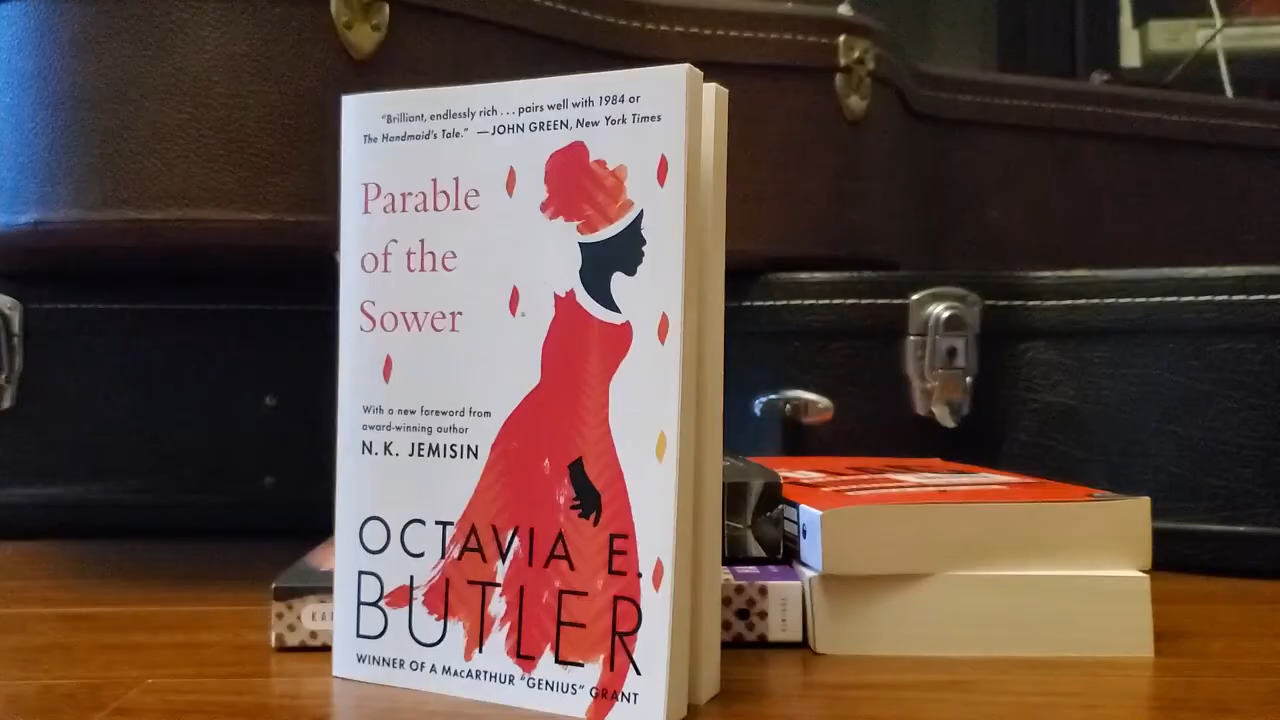 "Brilliant, endlessly rich . . . pairs well with 1984 or
The Handmaid's Tale." —JOHN GREEN, New York Times
Parable
of the
Sower
With a new foreword from
award-winning author
N. K. JEMISIN
OCTAVIA E.
BUTLER
WINNER OF A MacARTHUR "GENIUS" GRANT